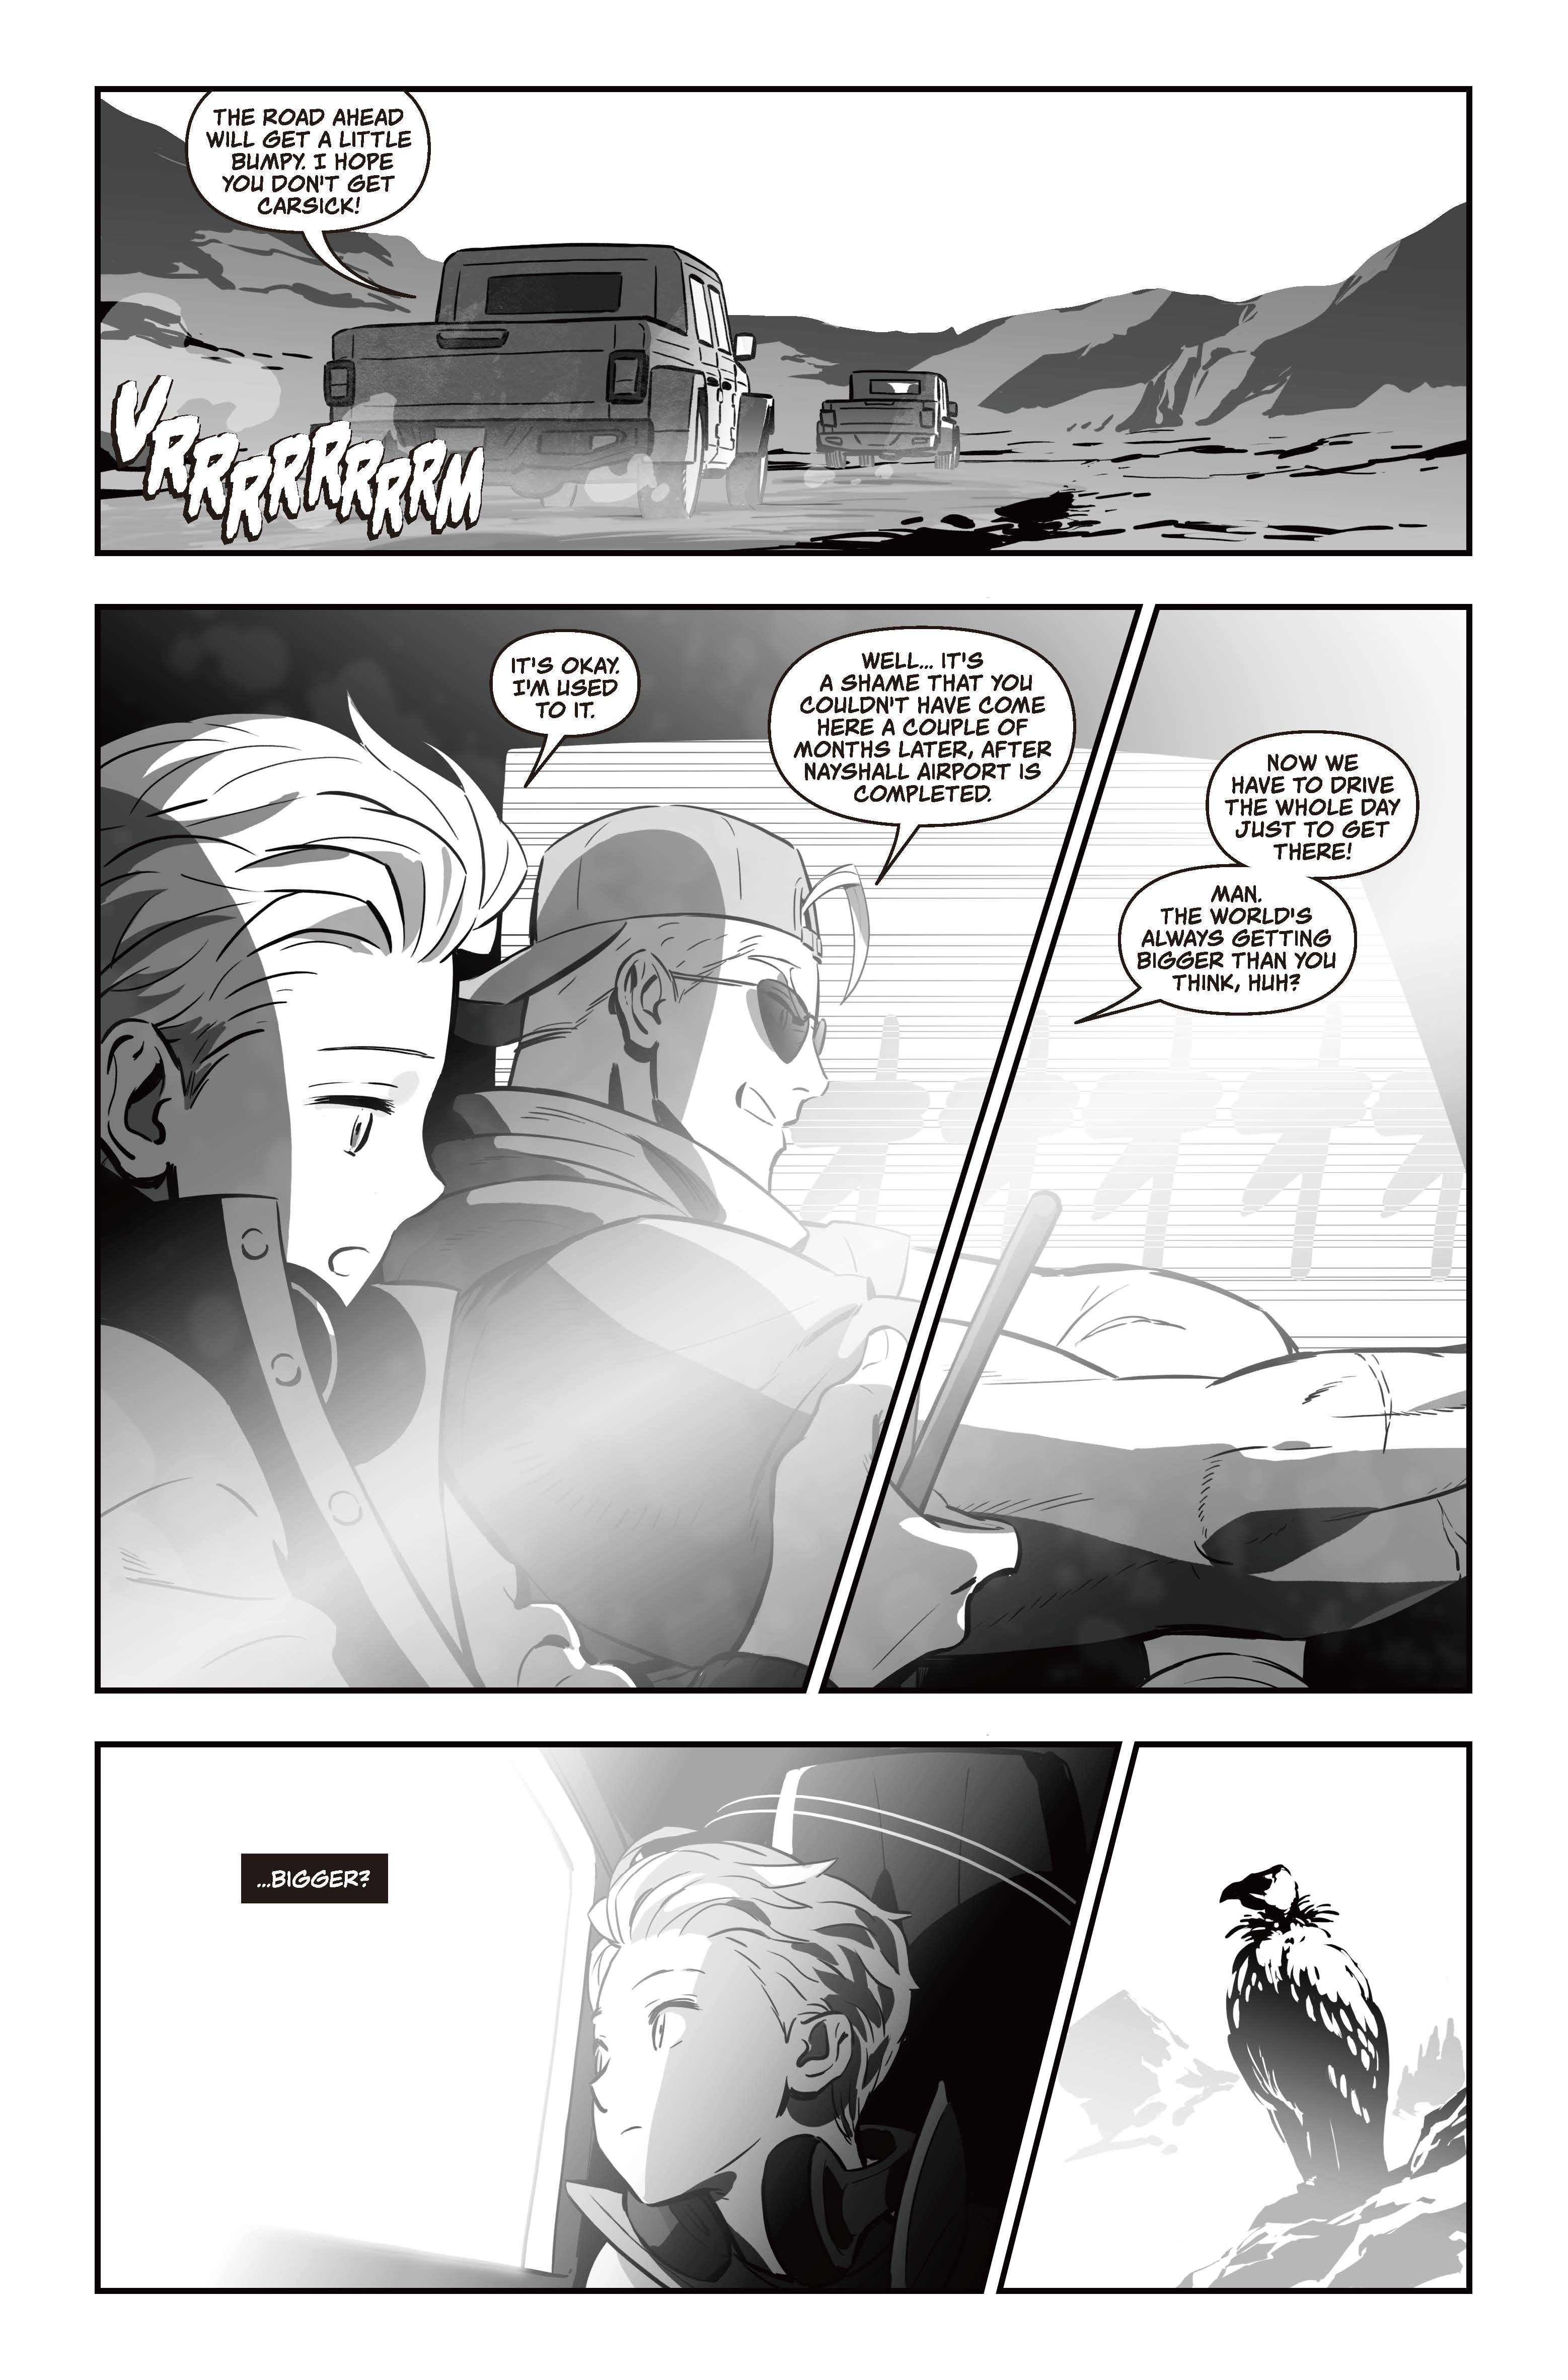 THE ROAD AHEAD
WILL GET A LITTLE
BUMPY. I HOPE
YOU DON'T GET
CARSICK!
VRRRRRRRRM
IT'S OKAY.
I'M USED
TO IT.
WELL... IT'S
A SHAME THAT YOU
COULDN'T HAVE COME
HERE A COUPLE OF
MONTHS LATER, AFTER
NAYSHALL AIRPORT IS
COMPLETED.
NOW WE
HAVE TO DRIVE
THE WHOLE DAY
JUST TO GET
THERE!
MAN.
THE WORLD'S
ALWAYS GETTING
BIGGER THAN YOU
THINK, HUH?
...BIGGER?